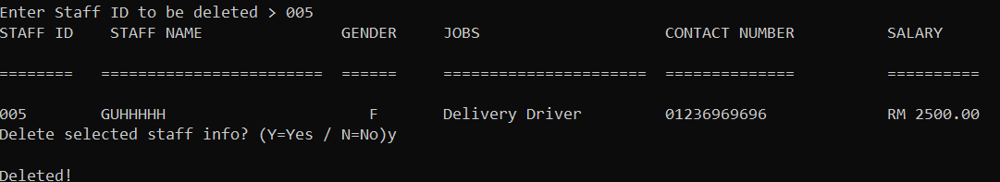 Enter Staff ID to be deleted > 005
STAFF ID    STAFF NAME               GENDER     JOBS                    CONTACT NUMBER          SALARY
========   ========================  ======     ======================  ==============          ==========
005        GUHHHHH                      F       Delivery Driver         01236969696             RM 2500.00
Delete selected staff info? (Y=Yes / N=No)y
Deleted!